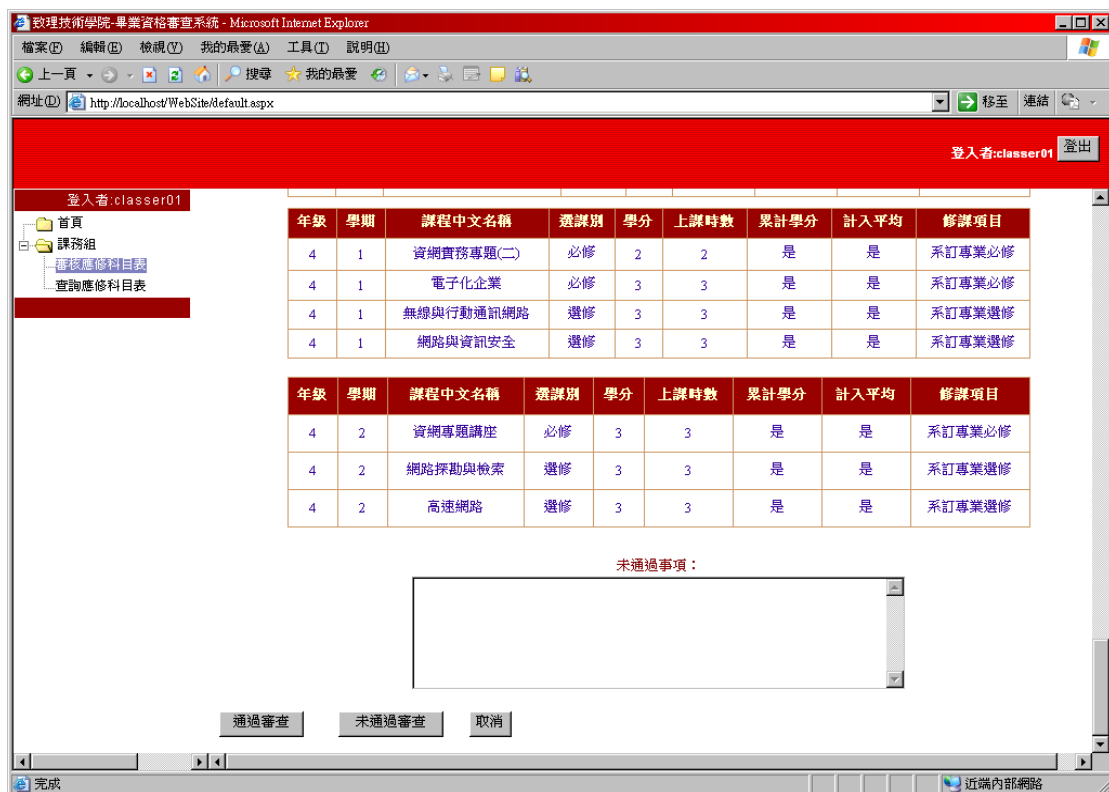 致理技術學院-畢業資格審查系統 - Microsoft Internet Explorer
檔案(F) 編輯(E) 檢視(V) 我的最愛(A) 工具(T) 說明(H)
上一頁 搜尋 我的最愛
網址(D) http://localhost/WebSite/default.aspx 移至 連結
登入者:classer01 登出
登入者:classer01
首頁
課務組
審核應修科目表
查詢應修科目表
年級 學期 課程中文名稱 選課別 學分 上課時數 累計學分 計入平均 修課項目
4 1 資網實務專題(二) 必修 2 2 是 是 系訂專業必修
4 1 電子化企業 必修 3 3 是 是 系訂專業必修
4 1 無線與行動通訊網路 選修 3 3 是 是 系訂專業選修
4 1 網路與資訊安全 選修 3 3 是 是 系訂專業選修
年級 學期 課程中文名稱 選課別 學分 上課時數 累計學分 計入平均 修課項目
4 2 資網專題講座 必修 3 3 是 是 系訂專業必修
4 2 網路探勘與檢索 選修 3 3 是 是 系訂專業選修
4 2 高速網路 選修 3 3 是 是 系訂專業選修
未通過事項：
通過審查 未通過審查 取消
完成 近端內部網路